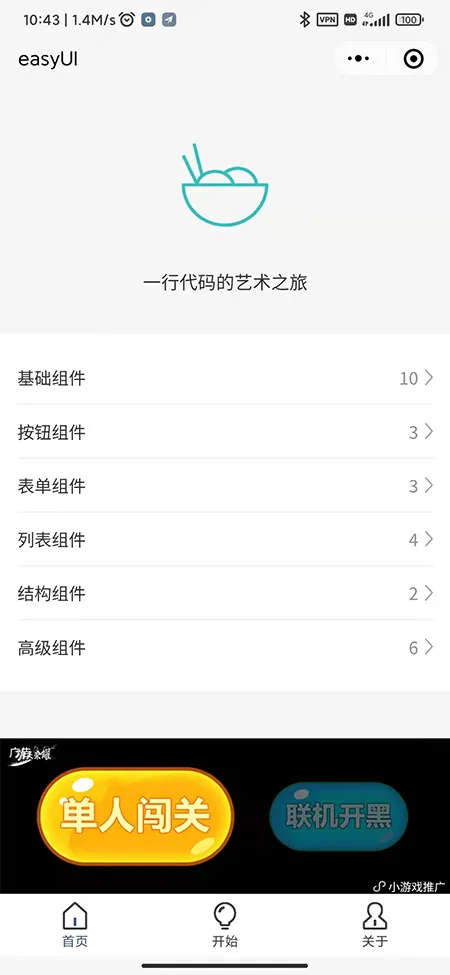 10:43 | 1.4M/s
VPN
HD
4G
100
easyUI
一行代码的艺术之旅
基础组件 10
按钮组件 3
表单组件 3
列表组件 4
结构组件 2
高级组件 6
单人闯关
联机开黑
小游戏推广
首页 开始 关于